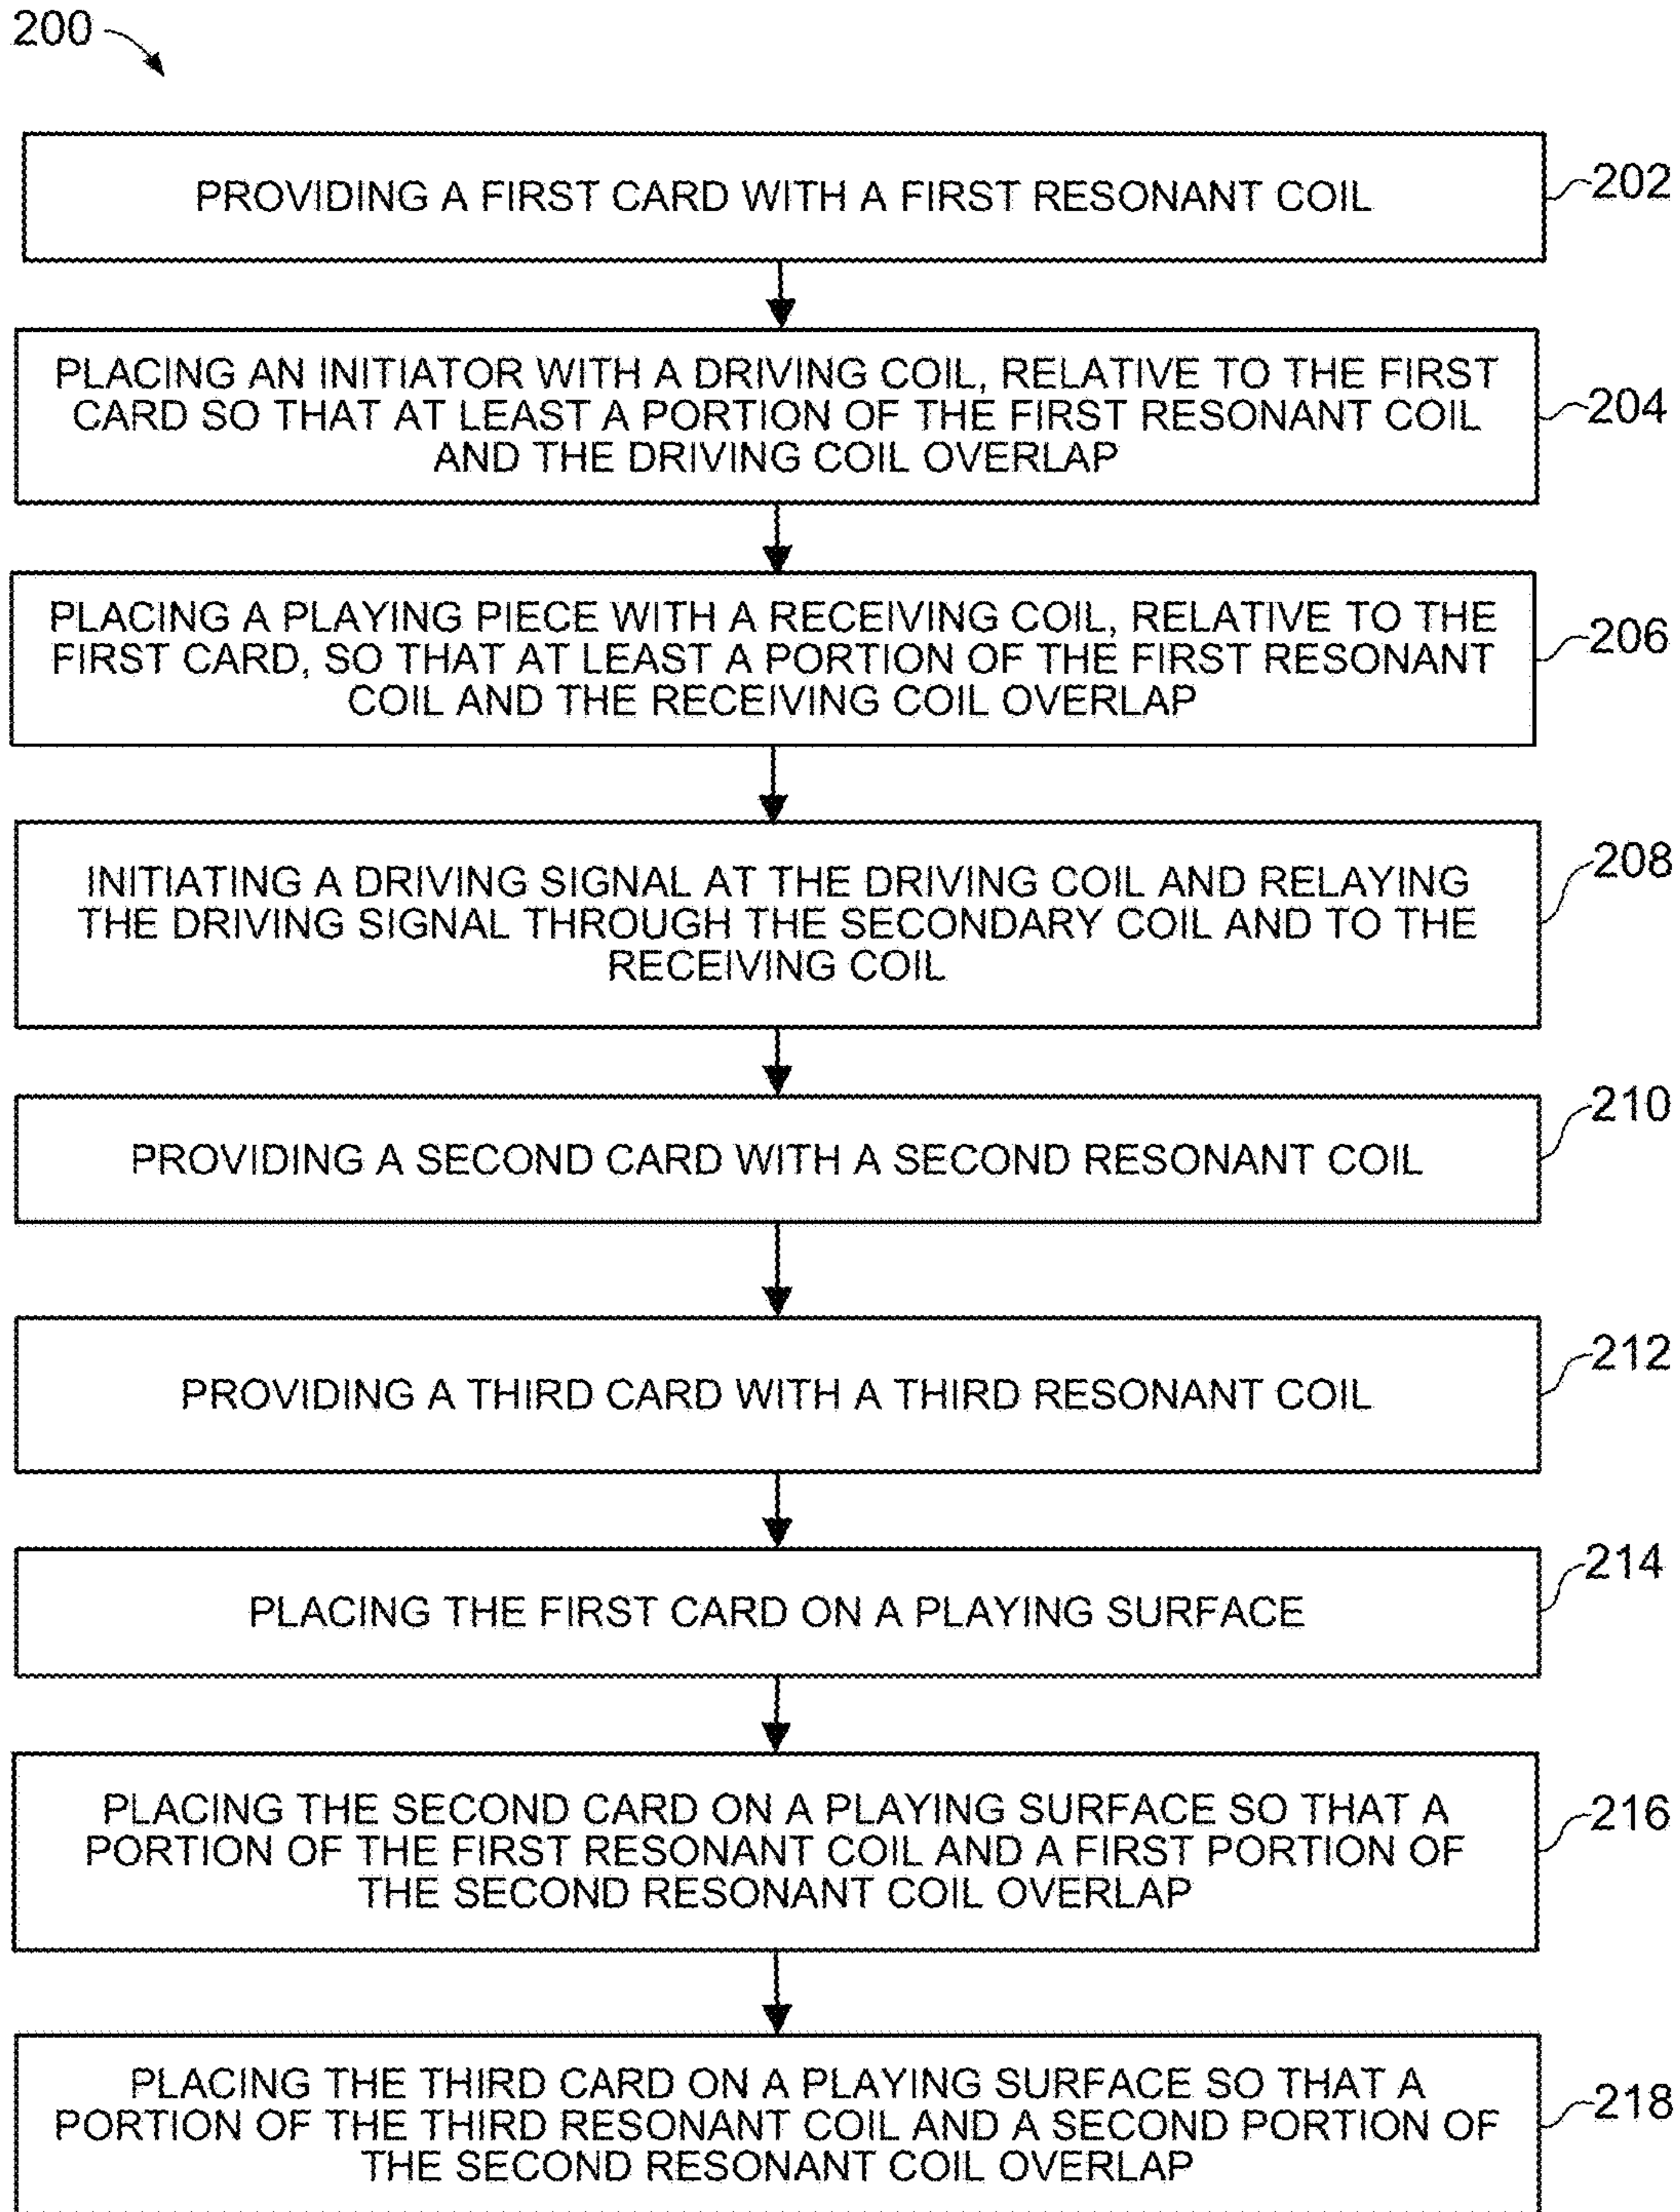 200
PROVIDING A FIRST CARD WITH A FIRST RESONANT COIL
202
PLACING AN INITIATOR WITH A DRIVING COIL, RELATIVE TO THE FIRST
CARD SO THAT AT LEAST A PORTION OF THE FIRST RESONANT COIL
AND THE DRIVING COIL OVERLAP
204
PLACING A PLAYING PIECE WITH A RECEIVING COIL, RELATIVE TO THE
FIRST CARD, SO THAT AT LEAST A PORTION OF THE FIRST RESONANT
COIL AND THE RECEIVING COIL OVERLAP
206
INITIATING A DRIVING SIGNAL AT THE DRIVING COIL AND RELAYING
THE DRIVING SIGNAL THROUGH THE SECONDARY COIL AND TO THE
RECEIVING COIL
208
PROVIDING A SECOND CARD WITH A SECOND RESONANT COIL
210
PROVIDING A THIRD CARD WITH A THIRD RESONANT COIL
212
PLACING THE FIRST CARD ON A PLAYING SURFACE
214
PLACING THE SECOND CARD ON A PLAYING SURFACE SO THAT A
PORTION OF THE FIRST RESONANT COIL AND A FIRST PORTION OF
THE SECOND RESONANT COIL OVERLAP
216
PLACING THE THIRD CARD ON A PLAYING SURFACE SO THAT A
PORTION OF THE THIRD RESONANT COIL AND A SECOND PORTION OF
THE SECOND RESONANT COIL OVERLAP
218